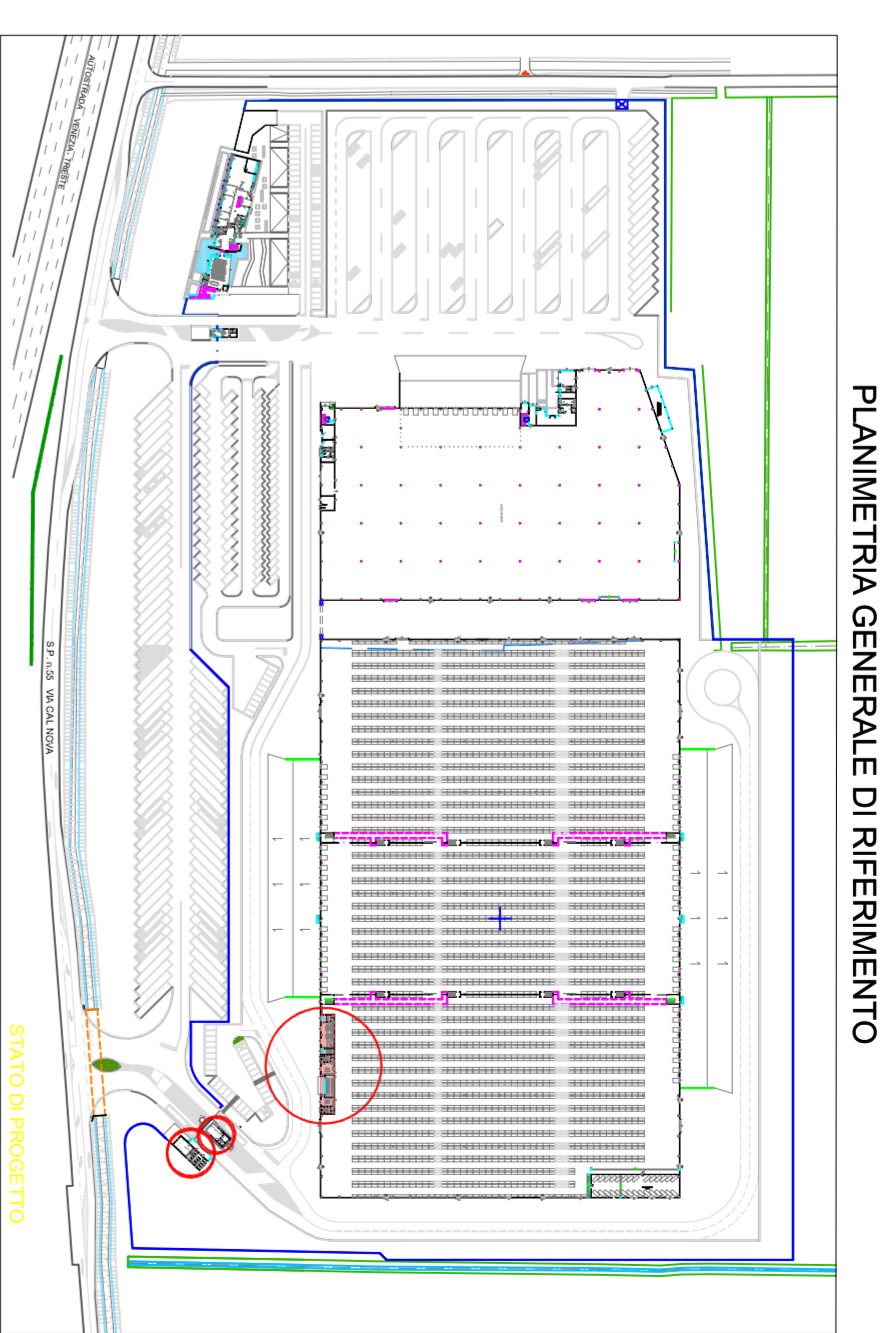 PLANIMETRIA GENERALE DI RIFERIMENTO
AUTOSTRADA VENEZIA-TRIESTE
S.P. n.55 VIA CAL NOVA
STATO DI PROGETTO